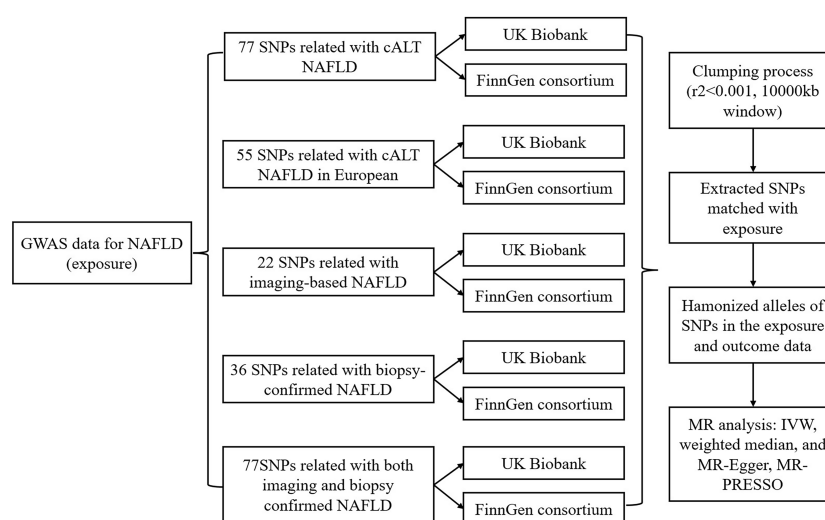 GWAS data for NAFLD
(exposure)
77 SNPs related with cALT
NAFLD
UK Biobank
FinnGen consortium
55 SNPs related with cALT
NAFLD in European
UK Biobank
FinnGen consortium
22 SNPs related with
imaging-based NAFLD
UK Biobank
FinnGen consortium
36 SNPs related with biopsy-
confirmed NAFLD
UK Biobank
FinnGen consortium
77SNPs related with both
imaging and biopsy
confirmed NAFLD
UK Biobank
FinnGen consortium
Clumping process
(r2<0.001, 10000kb
window)
Extracted SNPs
matched with
exposure
Hamonized alleles of
SNPs in the exposure
and outcome data
MR analysis: IVW,
weighted median, and
MR-Egger, MR-
PRESSO